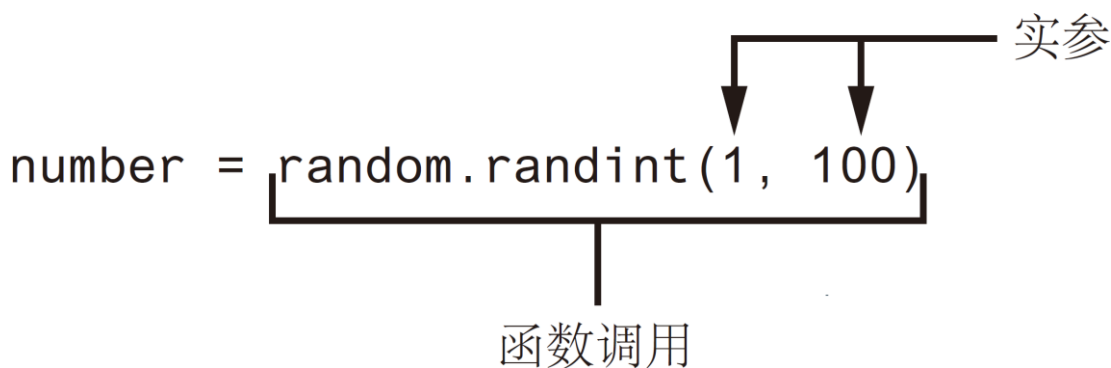 实参
number = random.randint(1, 100)
函数调用